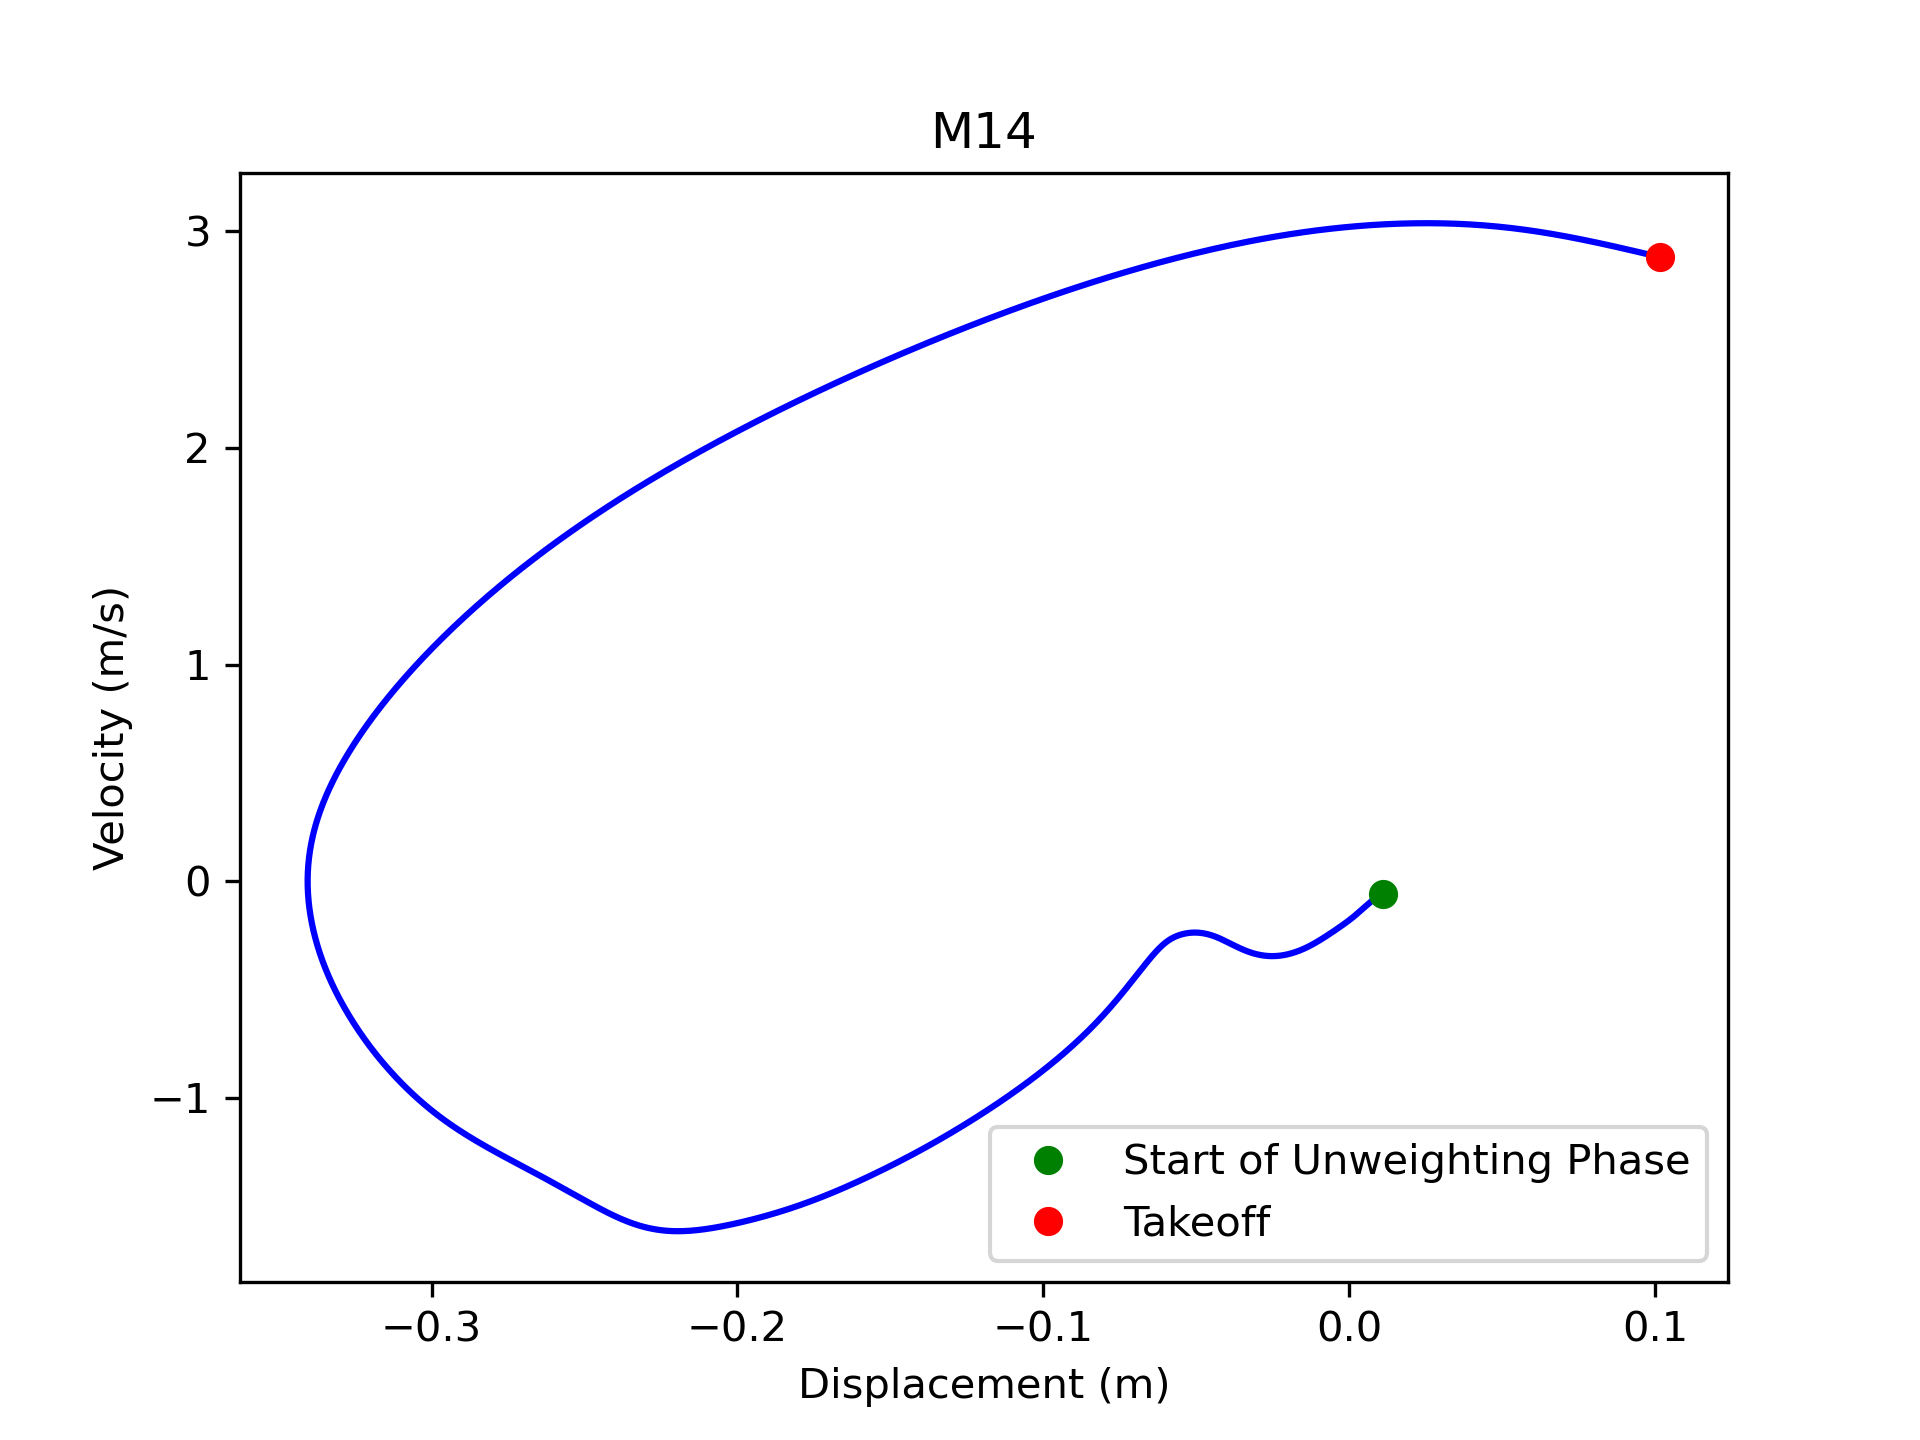 M14
3
2
1
0
−1
Velocity (m/s)
Start of Unweighting Phase
Takeoff
−0.3 −0.2 −0.1 0.0 0.1
Displacement (m)